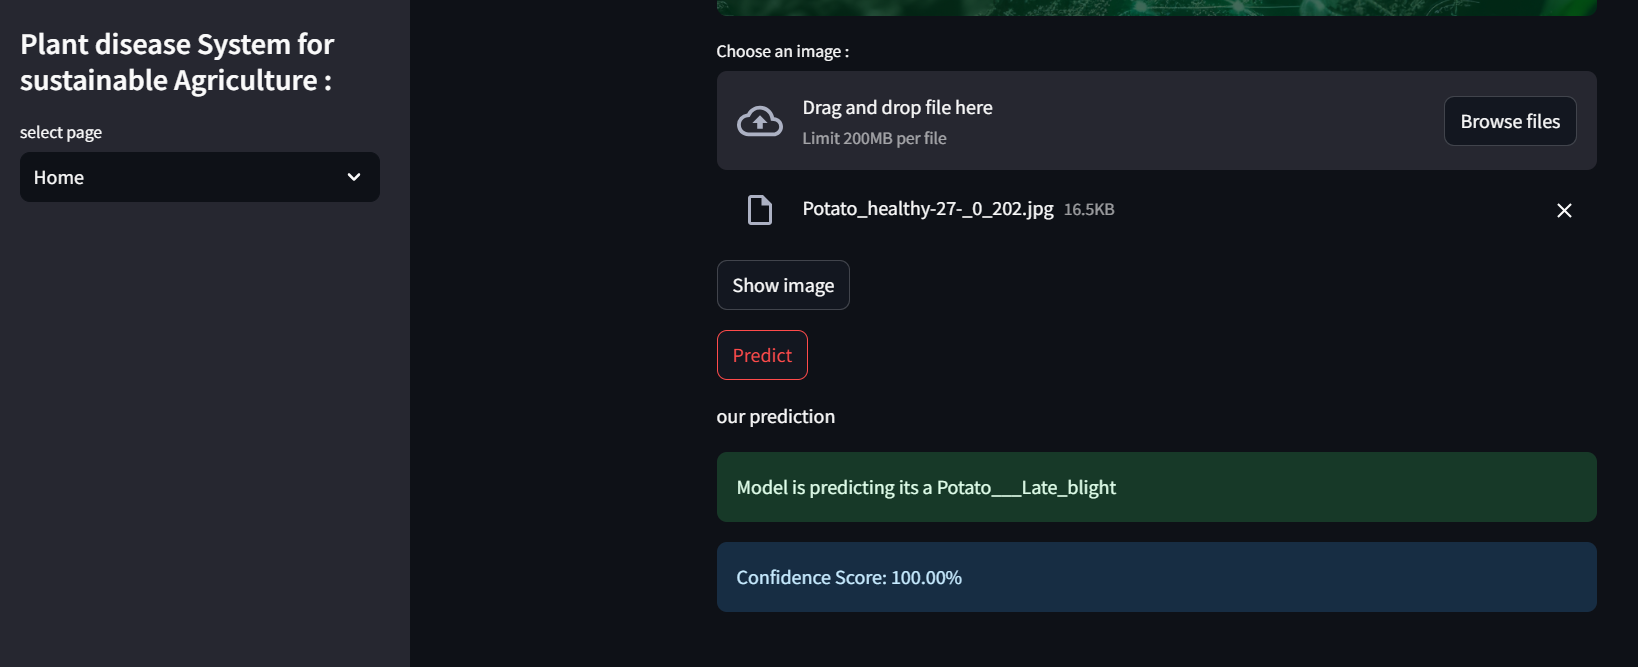 Plant disease System for
sustainable Agriculture :
select page
Home
Choose an image :
Drag and drop file here
Limit 200MB per file
Browse files
Potato_healthy-27-_0_202.jpg 16.5KB
Show image
Predict
our prediction
Model is predicting its a Potato___Late_blight
Confidence Score: 100.00%